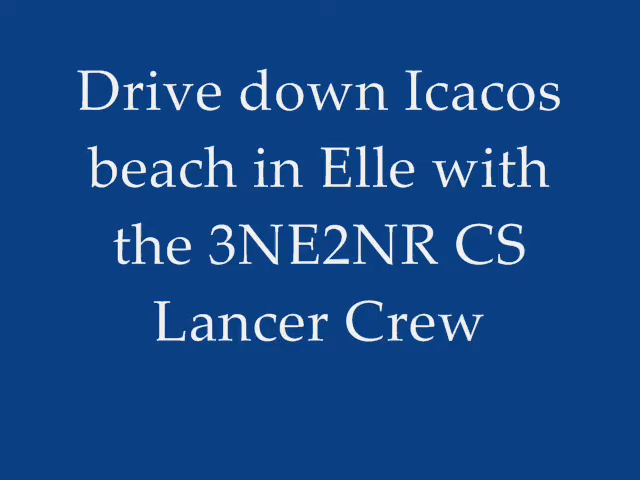 Drive down Icacos
beach in Elle with
the 3NE2NR CS
Lancer Crew